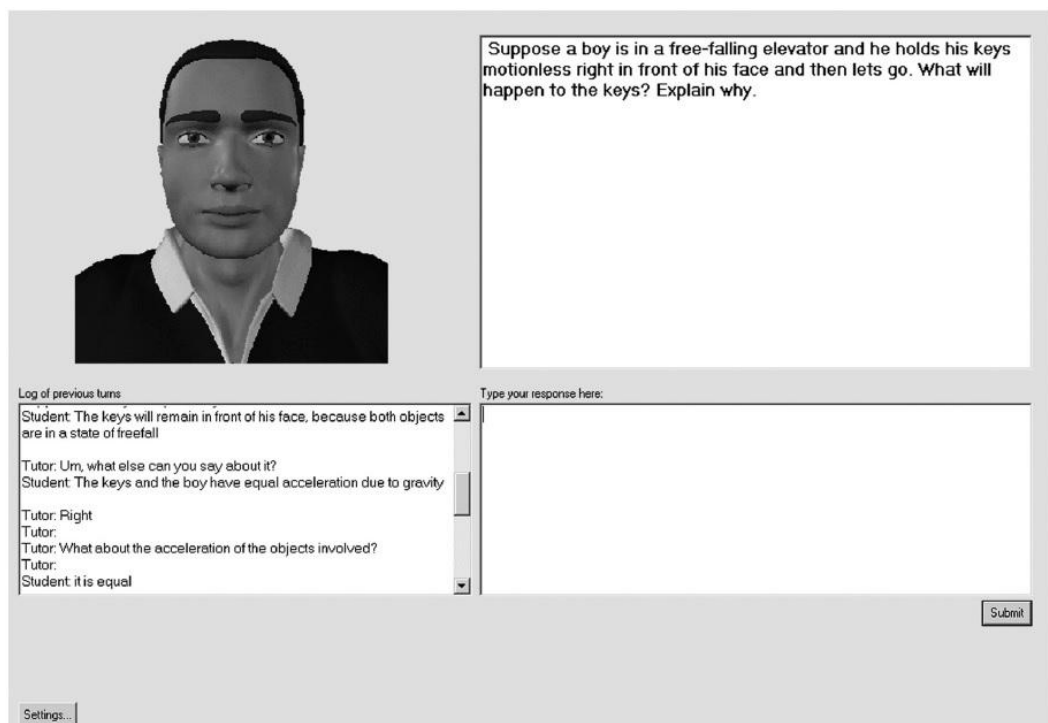 Suppose a boy is in a free-falling elevator and he holds his keys
motionless right in front of his face and then lets go. What will
happen to the keys? Explain why.
Log of previous turns
Student: The keys will remain in front of his face, because both objects
are in a state of freefall
Tutor: Um, what else can you say about it?
Student: The keys and the boy have equal acceleration due to gravity
Tutor: Right
Tutor:
Tutor: What about the acceleration of the objects involved?
Tutor:
Student: it is equal
Type your response here:
Submit
Settings...